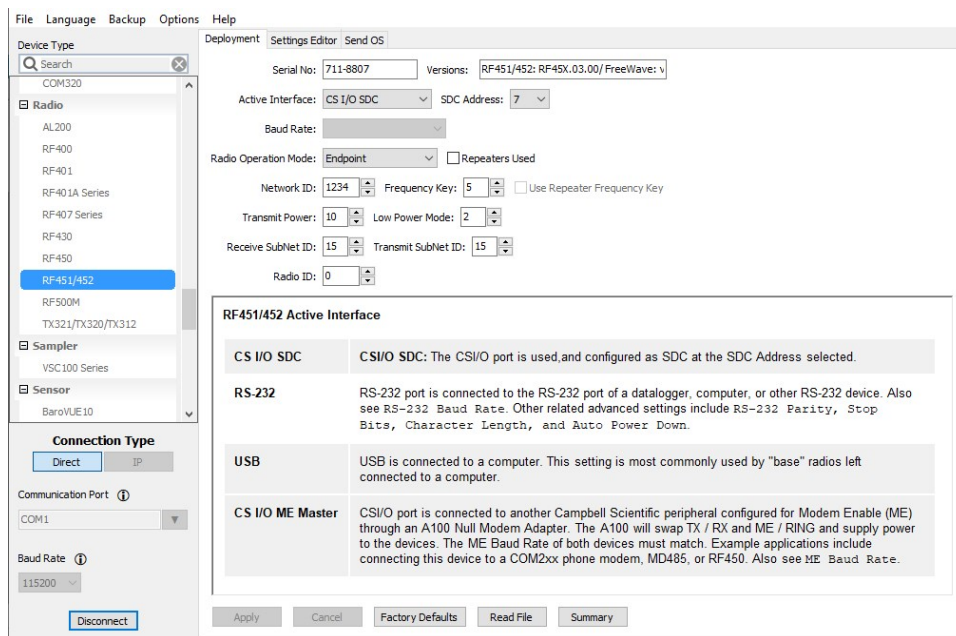 File Language Backup Options Help
Device Type
Search
COM320
Radio
AL200
RF400
RF401
RF401A Series
RF407 Series
RF430
RF450
RF451/452
RF500M
TX321/TX320/TX312
Sampler
VSC100 Series
Sensor
BaroVUE10
Connection Type
Direct IP
Communication Port
COM1
Baud Rate
115200
Disconnect
Deployment Settings Editor Send OS
Serial No: 711-8807 Versions: RF451/452: RF45X.03.00/ FreeWave: v
Active Interface: CS I/O SDC SDC Address: 7
Baud Rate:
Radio Operation Mode: Endpoint Repeaters Used
Network ID: 1234 Frequency Key: 5 Use Repeater Frequency Key
Transmit Power: 10 Low Power Mode: 2
Receive SubNet ID: 15 Transmit SubNet ID: 15
Radio ID: 0
RF451/452 Active Interface
CS I/O SDC CSI/O SDC: The CSI/O port is used,and configured as SDC at the SDC Address selected.
RS-232 RS-232 port is connected to the RS-232 port of a datalogger, computer, or other RS-232 device. Also
see RS-232 Baud Rate. Other related advanced settings include RS-232 Parity, Stop
Bits, Character Length, and Auto Power Down.
USB USB is connected to a computer. This setting is most commonly used by "base" radios left
connected to a computer.
CS I/O ME Master CSI/O port is connected to another Campbell Scientific peripheral configured for Modem Enable (ME)
through an A100 Null Modem Adapter. The A100 will swap TX / RX and ME / RING and supply power
to the devices. The ME Baud Rate of both devices must match. Example applications include
connecting this device to a COM2xx phone modem, MD485, or RF450. Also see ME Baud Rate.
Apply Cancel Factory Defaults Read File Summary